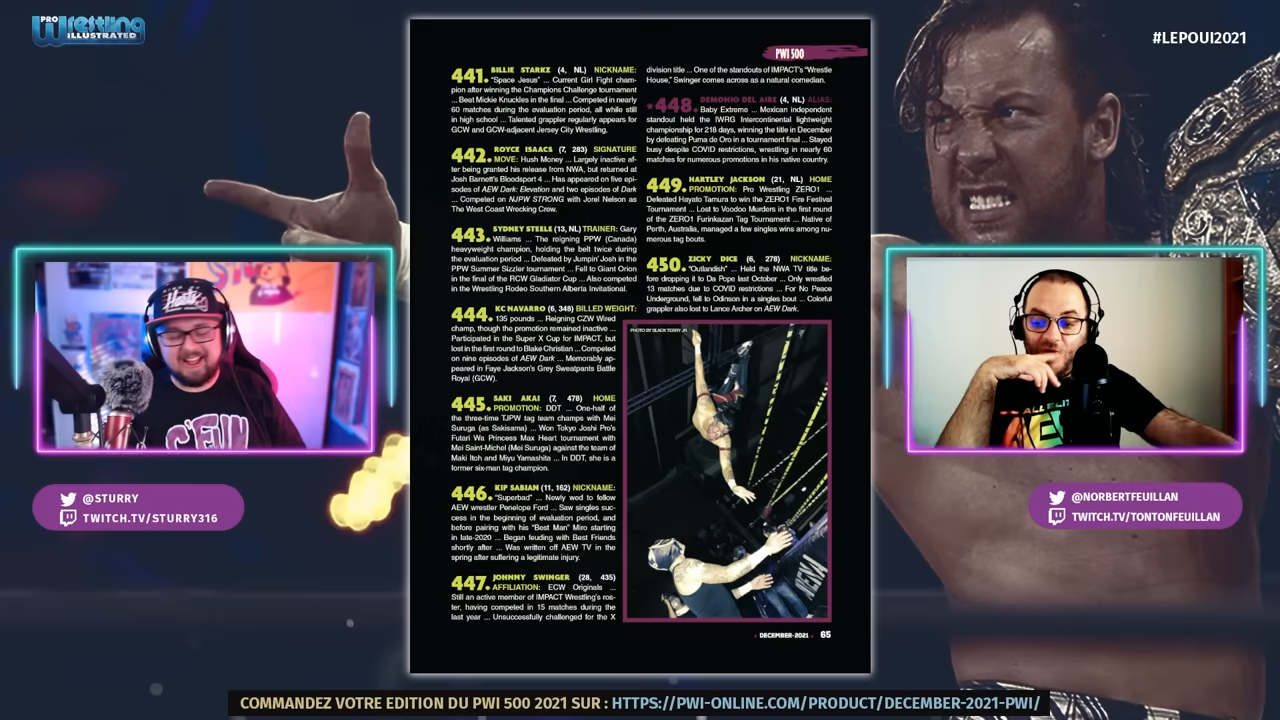 PRO
Wrestling
ILLUSTRATED
#LEPOUI2021
PWI 500
441. BILLIE STARKZ (4, NL) NICKNAME:
"Space Jesus" ... Current Girl Fight cham-
pion after winning the Champions Challenge tournament
... Beat Mickie Knuckles in the final ... Competed in nearly
60 matches during the evaluation period, all while still
in high school ... Talented grappler regularly appears for
GCW and GCW-adjacent Jersey City Wrestling.
442. ROYCE ISAACS (7, 283) SIGNATURE
MOVE: Hush Money ... Largely inactive af-
ter being granted his release from NWA, but returned at
Josh Barnett's Bloodsport 4 ... Has appeared on five epi-
sodes of AEW Dark: Elevation and two episodes of Dark
... Competed on NJPW STRONG with Jorel Nelson as
The West Coast Wrecking Crew.
443. SYDNEY STEELE (13, NL) TRAINER: Gary
Williams ... The reigning PPW (Canada)
heavyweight champion, holding the belt twice during
the evaluation period ... Defeated by Jumpin' Josh in the
PPW Summer Sizzler tournament ... Fell to Giant Orion
in the final of the RCW Gladiator Cup ... Also competed
in the Wrestling Rodeo Southern Alberta Invitational.
444. KC NAVARRO (6, 348) BILLED WEIGHT:
135 pounds ... Reigning CZW Wired
champ, though the promotion remained inactive ...
Participated in the Super X Cup for IMPACT, but
lost in the first round to Blake Christian ... Competed
on nine episodes of AEW Dark ... Memorably ap-
peared in Faye Jackson's Grey Sweatpants Battle
Royal (GCW).
445. SAKI AKAI (7, 478) HOME
PROMOTION: DDT ... One-half of
the three-time TJPW tag team champs with Mei
Suruga (as Sakisama) ... Won Tokyo Joshi Pro's
Futari Wa Princess Max Heart tournament with
Mei Saint-Michel (Mei Suruga) against the team of
Maki Itoh and Miyu Yamashita ... In DDT, she is a
former six-man tag champion.
446. KIP SABIAN (11, 162) NICKNAME:
"Superbad" ... Newly wed to fellow
AEW wrestler Penelope Ford ... Saw singles suc-
cess in the beginning of evaluation period, and
before pairing with his "Best Man" Miro starting
in late-2020 ... Began feuding with Best Friends
shortly after ... Was written off AEW TV in the
spring after suffering a legitimate injury.
447. JOHNNY SWINGER (28, 435)
AFFILIATION: ECW Originals ...
Still an active member of IMPACT Wrestling's ros-
ter, having competed in 15 matches during the
last year ... Unsuccessfully challenged for the X
division title ... One of the standouts of IMPACT's "Wrestle
House," Swinger comes across as a natural comedian.
*448. DEMONIO DEL AIRE (4, NL) ALIAS:
Baby Extreme ... Mexican independent
standout held the IWRG Intercontinental lightweight
championship for 218 days, winning the title in December
by defeating Puma de Oro in a tournament final ... Stayed
busy despite COVID restrictions, wrestling in nearly 60
matches for numerous promotions in his native country.
449. HARTLEY JACKSON (21, NL) HOME
PROMOTION: Pro Wrestling ZERO1 ...
Defeated Hayato Tamura to win the ZERO1 Fire Festival
Tournament ... Lost to Voodoo Murders in the first round
of the ZERO1 Furinkazan Tag Tournament ... Native of
Perth, Australia, managed a few singles wins among nu-
merous tag bouts.
450. ZICKY DICE (6, 278) NICKNAME:
"Outlandish" ... Held the NWA TV title be-
fore dropping it to Da Pope last October ... Only wrestled
13 matches due to COVID restrictions ... For No Peace
Underground, fell to Odinson in a singles bout ... Colorful
grappler also lost to Lance Archer on AEW Dark.
PHOTO BY BLACK TERRY JR.
DECEMBER-2021 65
@STURRY
TWITCH.TV/STURRY316
@NORBERTFEUILLAN
TWITCH.TV/TONTONFEUILLAN
COMMANDEZ VOTRE EDITION DU PWI 500 2021 SUR : HTTPS://PWI-ONLINE.COM/PRODUCT/DECEMBER-2021-PWI/